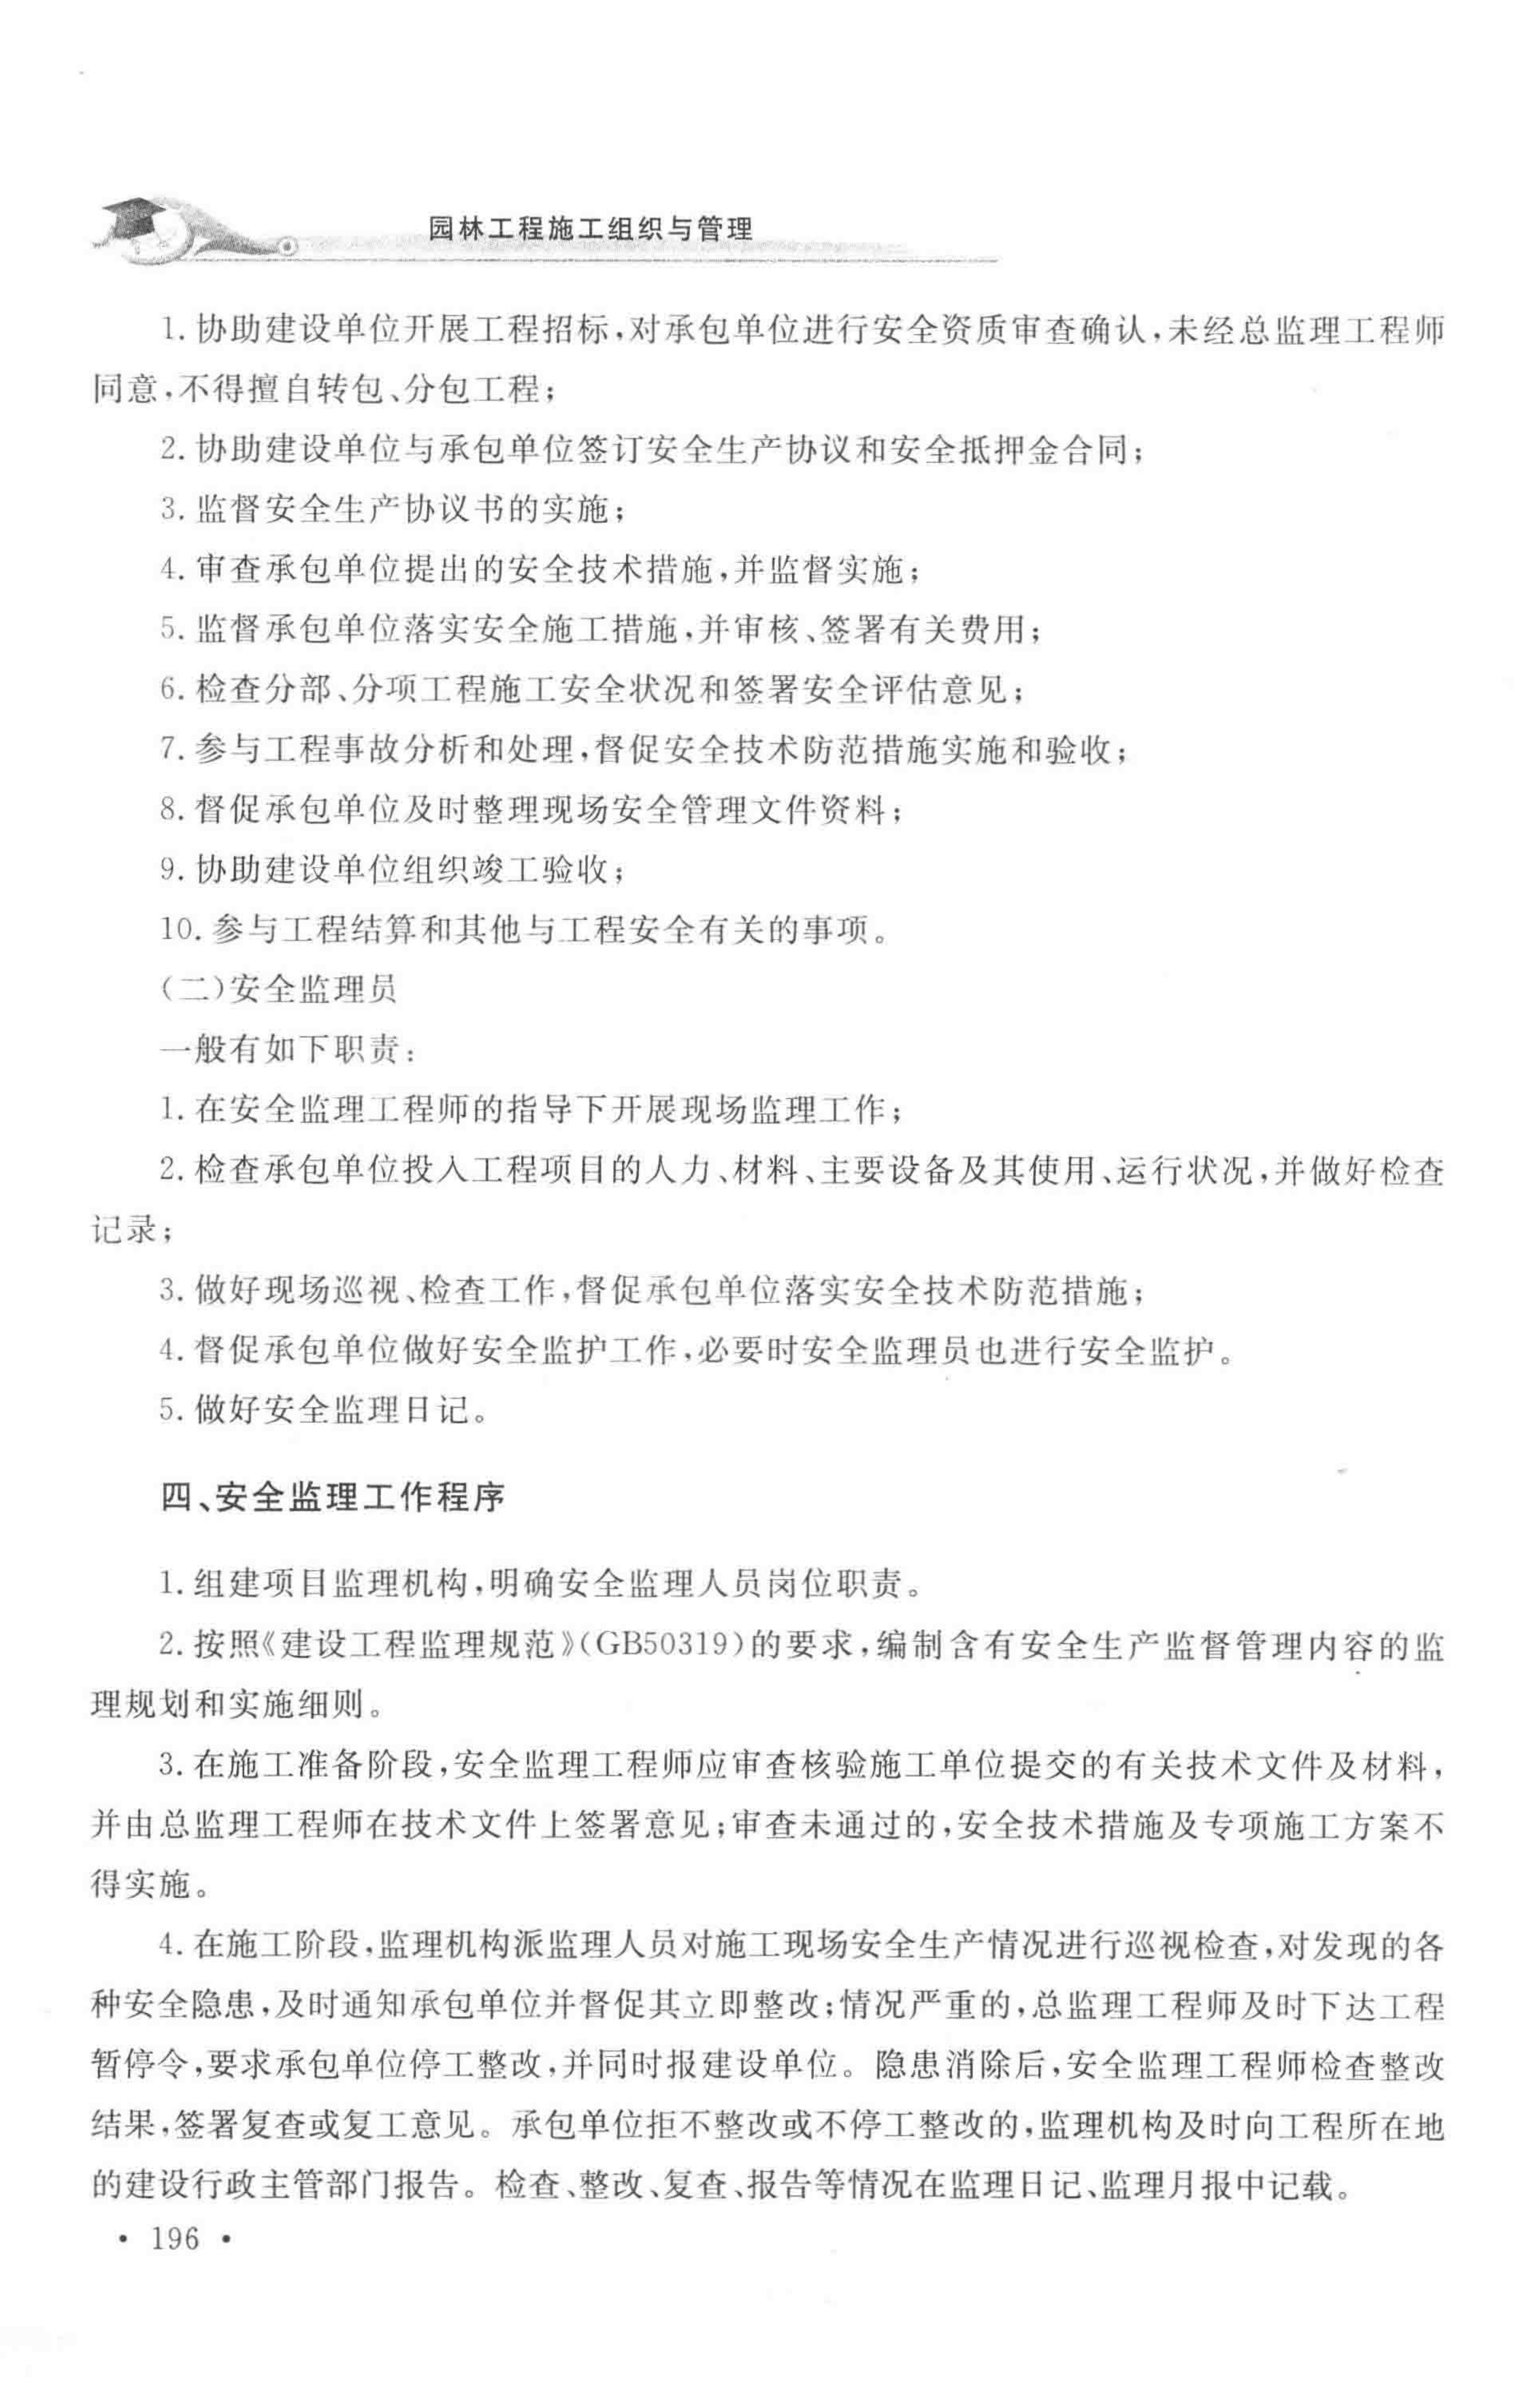 园林工程施工组织与管理
1. 协助建设单位开展工程招标,对承包单位进行安全资质审查确认,未经总监理工程师
同意,不得擅自转包、分包工程;
2. 协助建设单位与承包单位签订安全生产协议和安全抵押金合同;
3. 监督安全生产协议书的实施;
4. 审查承包单位提出的安全技术措施,并监督实施;
5. 监督承包单位落实安全施工措施,并审核、签署有关费用;
6. 检查分部、分项工程施工安全状况和签署安全评估意见;
7. 参与工程事故分析和处理,督促安全技术防范措施实施和验收;
8. 督促承包单位及时整理现场安全管理文件资料;
9. 协助建设单位组织竣工验收;
10. 参与工程结算和其他与工程安全有关的事项。
(二)安全监理员
一般有如下职责:
1. 在安全监理工程师的指导下开展现场监理工作;
2. 检查承包单位投入工程项目的人力、材料、主要设备及其使用、运行状况,并做好检查
记录;
3. 做好现场巡视、检查工作,督促承包单位落实安全技术防范措施;
4. 督促承包单位做好安全监护工作,必要时安全监理员也进行安全监护。
5. 做好安全监理日记。
四、安全监理工作程序
1. 组建项目监理机构,明确安全监理人员岗位职责。
2. 按照《建设工程监理规范》(GB50319)的要求,编制含有安全生产监督管理内容的监
理规划和实施细则。
3. 在施工准备阶段,安全监理工程师应审查核验施工单位提交的有关技术文件及材料,
并由总监理工程师在技术文件上签署意见;审查未通过的,安全技术措施及专项施工方案不
得实施。
4. 在施工阶段,监理机构派监理人员对施工现场安全生产情况进行巡视检查,对发现的各
种安全隐患,及时通知承包单位并督促其立即整改;情况严重的,总监理工程师及时下达工程
暂停令,要求承包单位停工整改,并同时报建设单位。隐患消除后,安全监理工程师检查整改
结果,签署复查或复工意见。承包单位拒不整改或不停工整改的,监理机构及时向工程所在地
的建设行政主管部门报告。检查、整改、复查、报告等情况在监理日记、监理月报中记载。
• 196 •